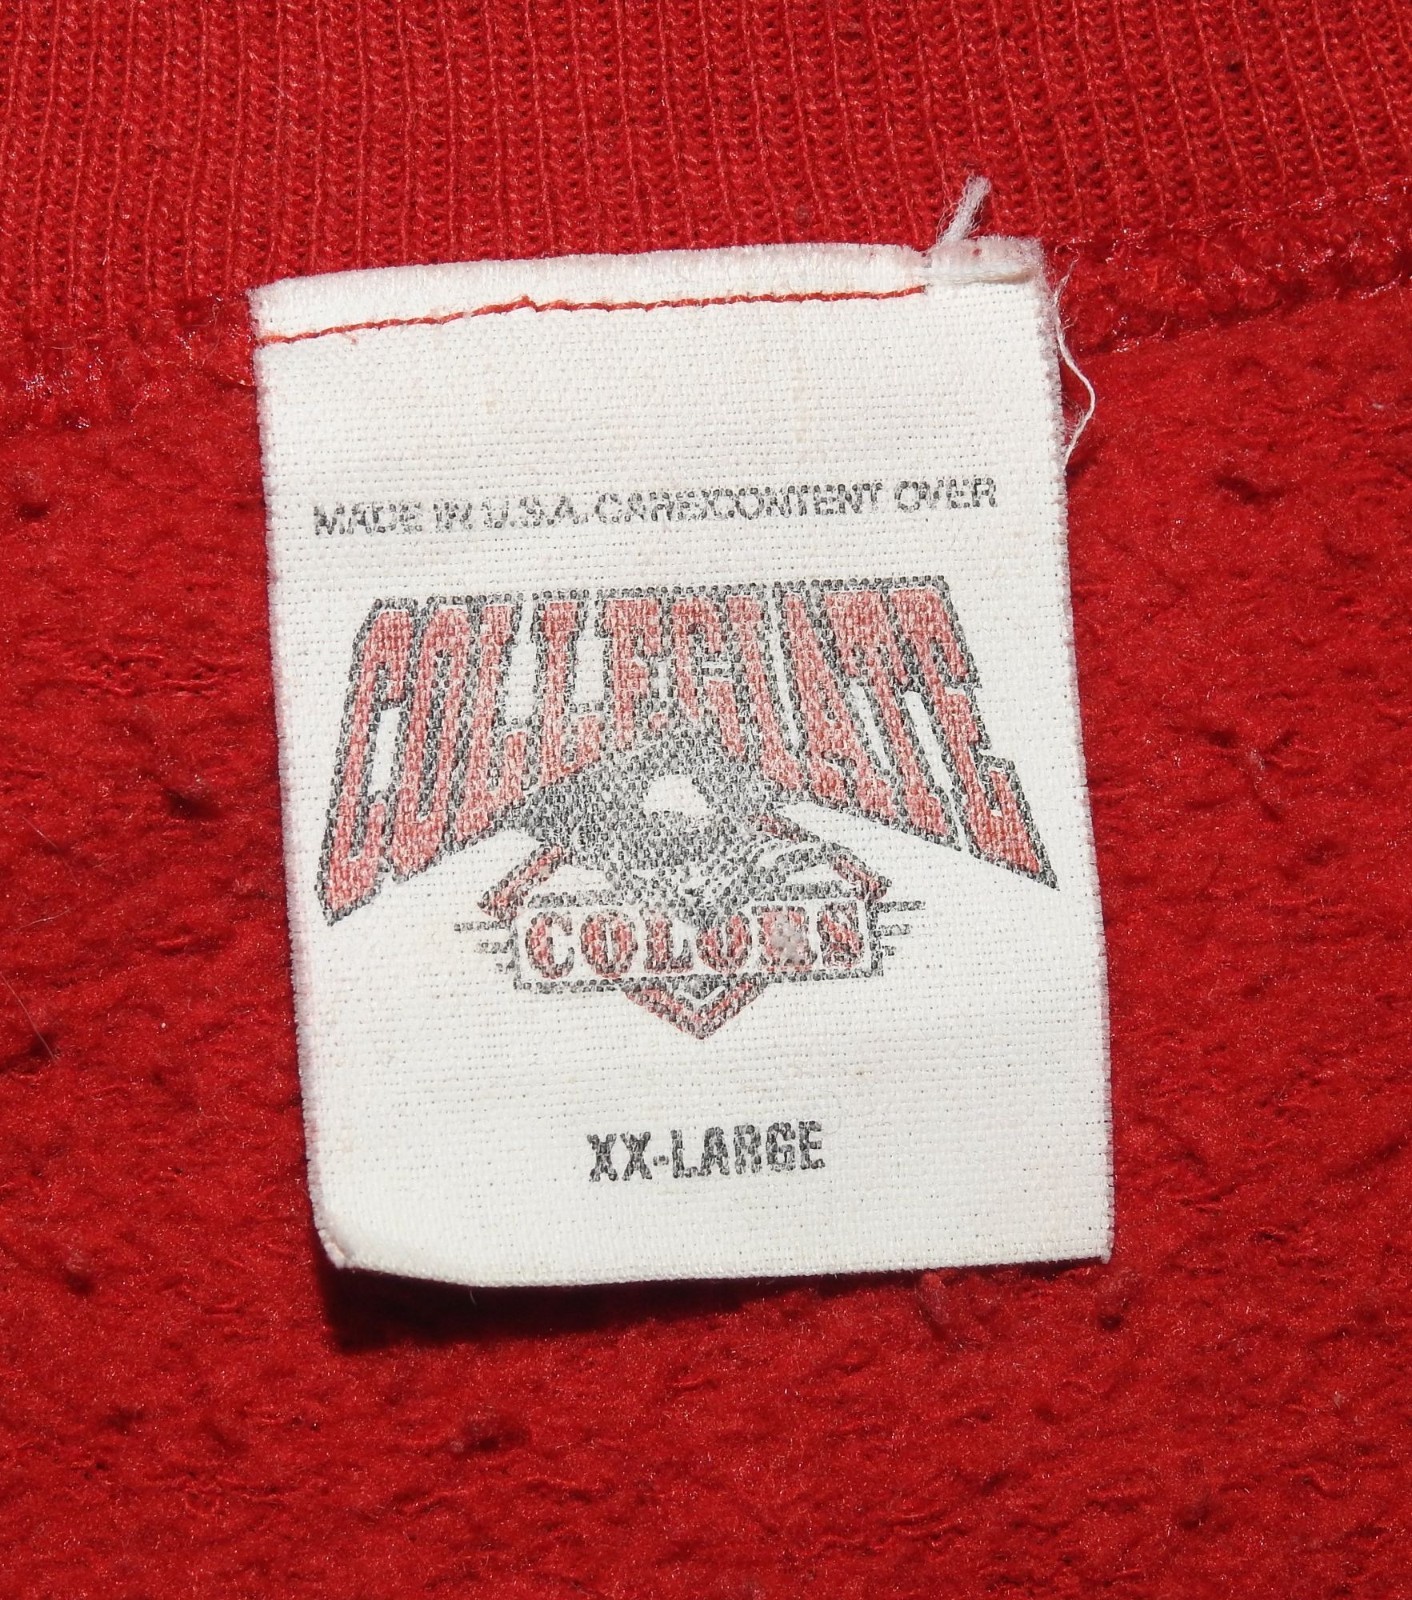 MADE IN U.S.A. CARE/CONTENT OVER
COLLEGIATE
COLORS
XX-LARGE